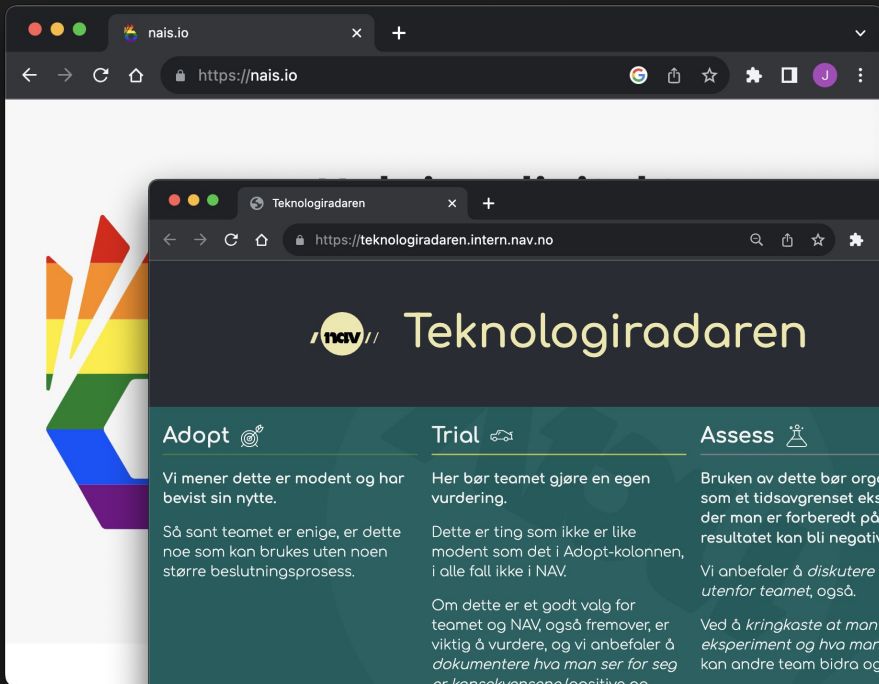 nais.io
https://nais.io
J
Teknologiradaren
https://teknologiradaren.intern.nav.no
nav Teknologiradaren
Adopt
Vi mener dette er modent og har
bevist sin nytte.
Så sant teamet er enige, er dette
noe som kan brukes uten noen
større beslutningsprosess.
Trial
Her bør teamet gjøre en egen
vurdering.
Dette er ting som ikke er like
modent som det i Adopt-kolonnen,
i alle fall ikke i NAV.
Om dette er et godt valg for
teamet og NAV, også fremover, er
viktig å vurdere, og vi anbefaler å
dokumentere hva man ser for seg
Assess
Bruken av dette bør
som et tidsavgrenset
der man er forberedt på
resultatet kan bli
Vi anbefaler å diskutere
utenfor teamet, også.
Ved å kringkaste at man
eksperiment og hva
kan andre team bidra